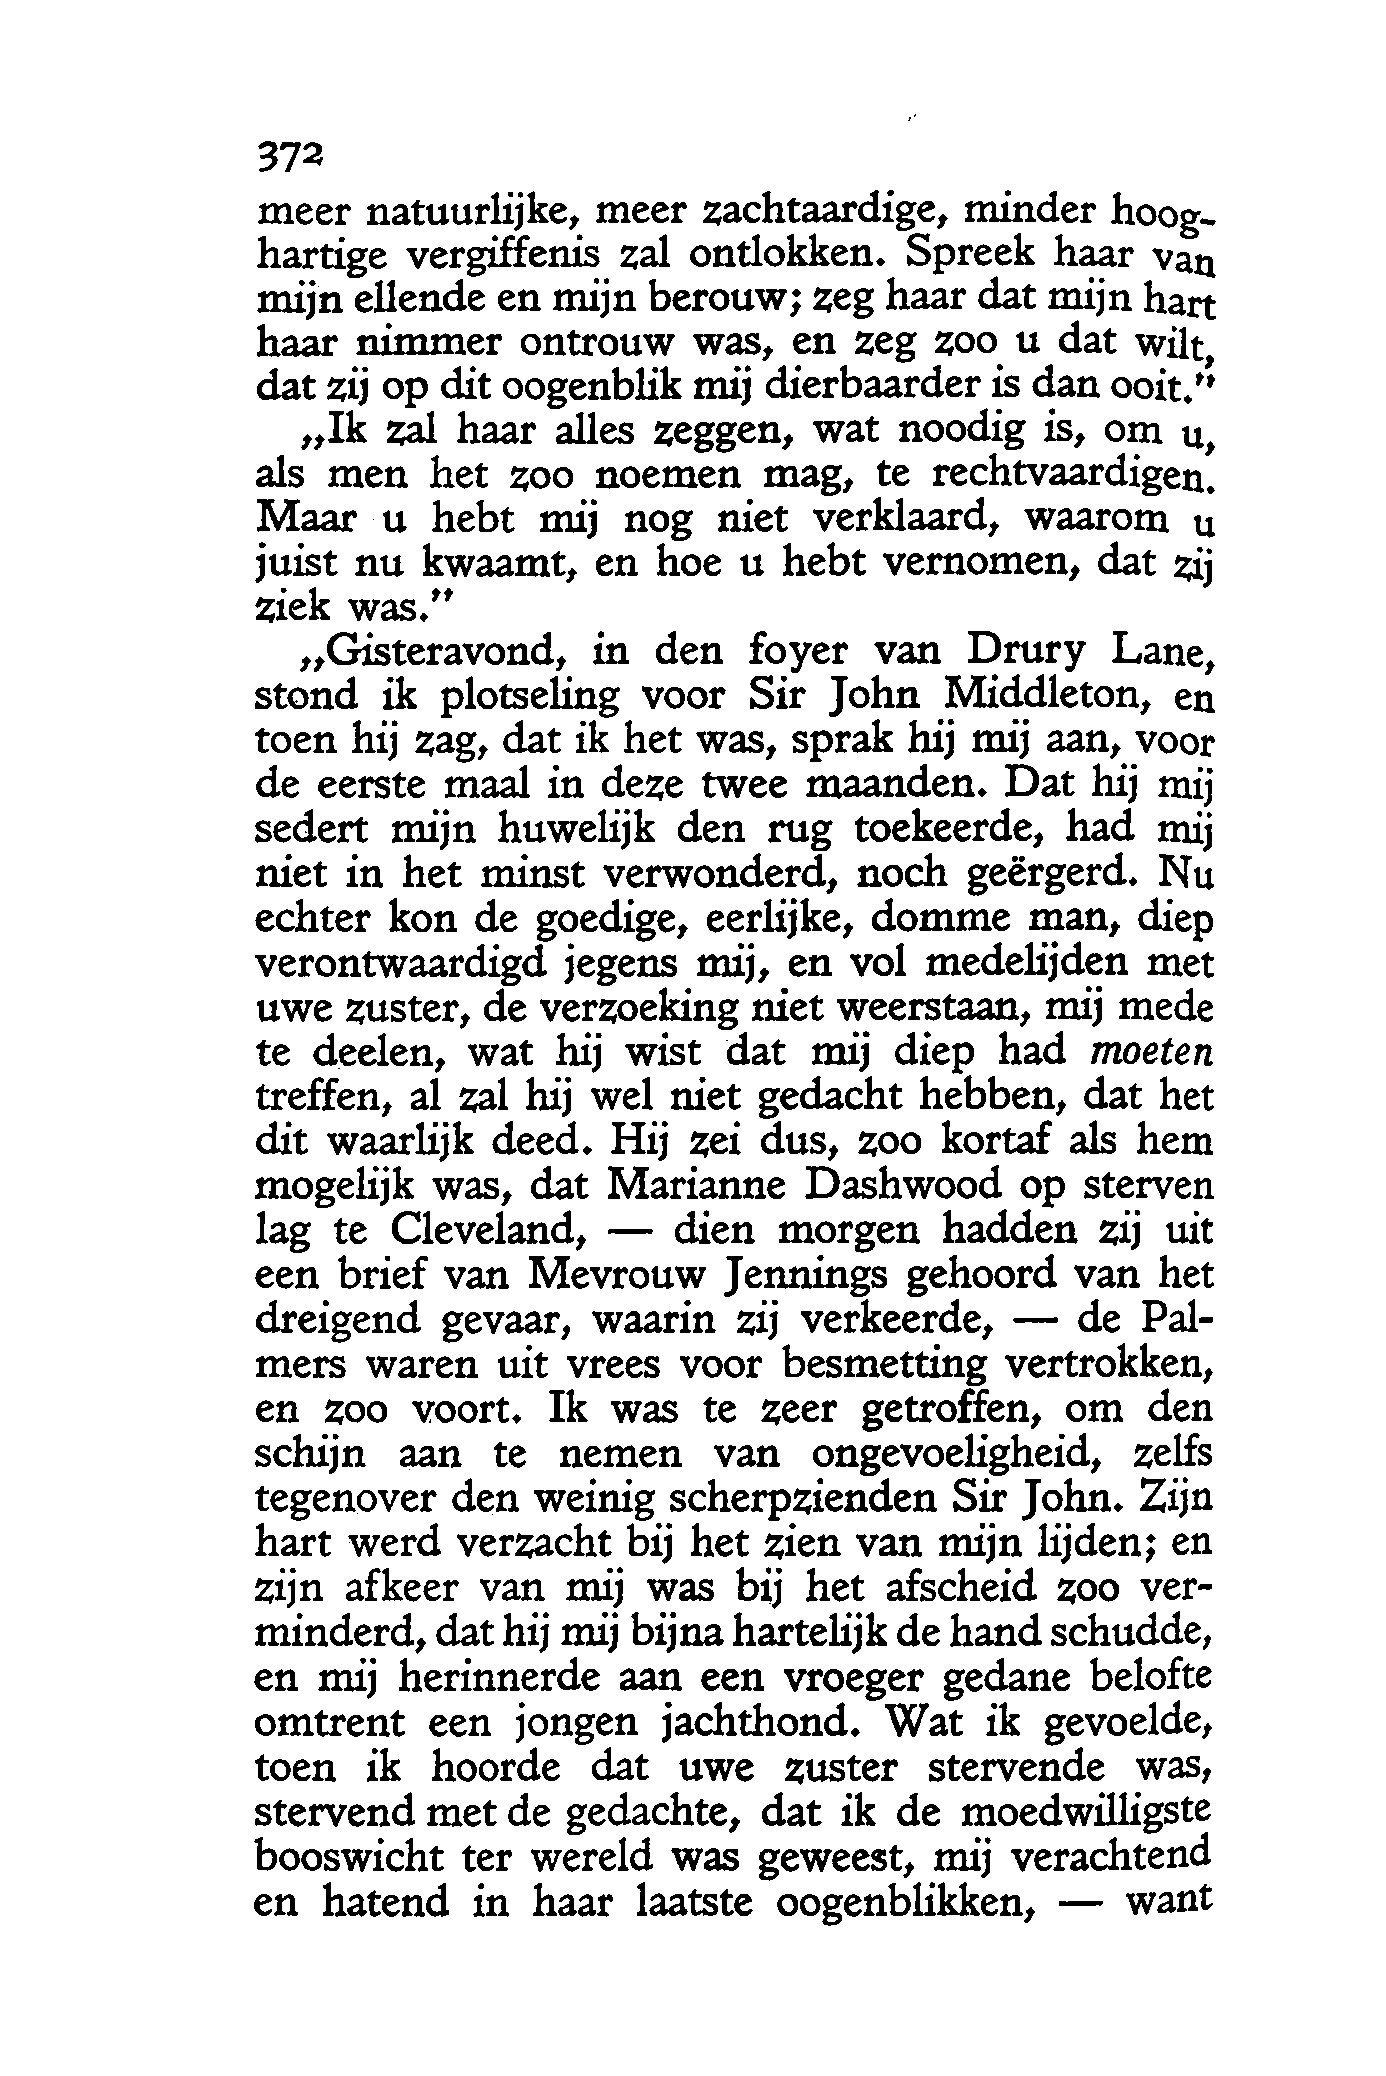 372
meer natuurlijke, meer zachtaardige, minder hoog-
hartige vergiffenis zal ontlokken. Spreek haar van
mijn ellende en mijn berouw; zeg haar dat mijn hart
haar nimmer ontrouw was, en zeg zoo u dat wilt,
dat zij op dit oogenblik mij dierbaarder is dan ooit.”
„Ik zal haar alles zeggen, wat noodig is, om u,
als men het zoo noemen mag, te rechtvaardigen.
Maar u hebt mij nog niet verklaard, waarom u
juist nu kwaamt, en hoe u hebt vernomen, dat zij
ziek was.”
„Gisteravond, in den foyer van Drury Lane,
stond ik plotseling voor Sir John Middleton, en
toen hij zag, dat ik het was, sprak hij mij aan, voor
de eerste maal in deze twee maanden. Dat hij mij
sedert mijn huwelijk den rug toekeerde, had mij
niet in het minst verwonderd, noch geërgerd. Nu
echter kon de goedige, eerlijke, domme man, diep
verontwaardigd jegens mij, en vol medelijden met
uwe zuster, de verzoeking niet weerstaan, mij mede
te deelen, wat hij wist dat mij diep had moeten
treffen, al zal hij wel niet gedacht hebben, dat het
dit waarlijk deed. Hij zei dus, zoo kortaf als hem
mogelijk was, dat Marianne Dashwood op sterven
lag te Cleveland, — dien morgen hadden zij uit
een brief van Mevrouw Jennings gehoord van het
dreigend gevaar, waarin zij verkeerde, — de Pal-
mers waren uit vrees voor besmetting vertrokken,
en zoo voort. Ik was te zeer getroffen, om den
schijn aan te nemen van ongevoeligheid, zelfs
tegenover den weinig scherpzienden Sir John. Zijn
hart werd verzacht bij het zien van mijn lijden; en
zijn afkeer van mij was bij het afscheid zoo ver-
minderd, dat hij mij bijna hartelijk de hand schudde,
en mij herinnerde aan een vroeger gedane belofte
omtrent een jongen jachthond. Wat ik gevoelde,
toen ik hoorde dat uwe zuster stervende was,
stervend met de gedachte, dat ik de moedwilligste
booswicht ter wereld was geweest, mij verachtend
en hatend in haar laatste oogenblikken, — want